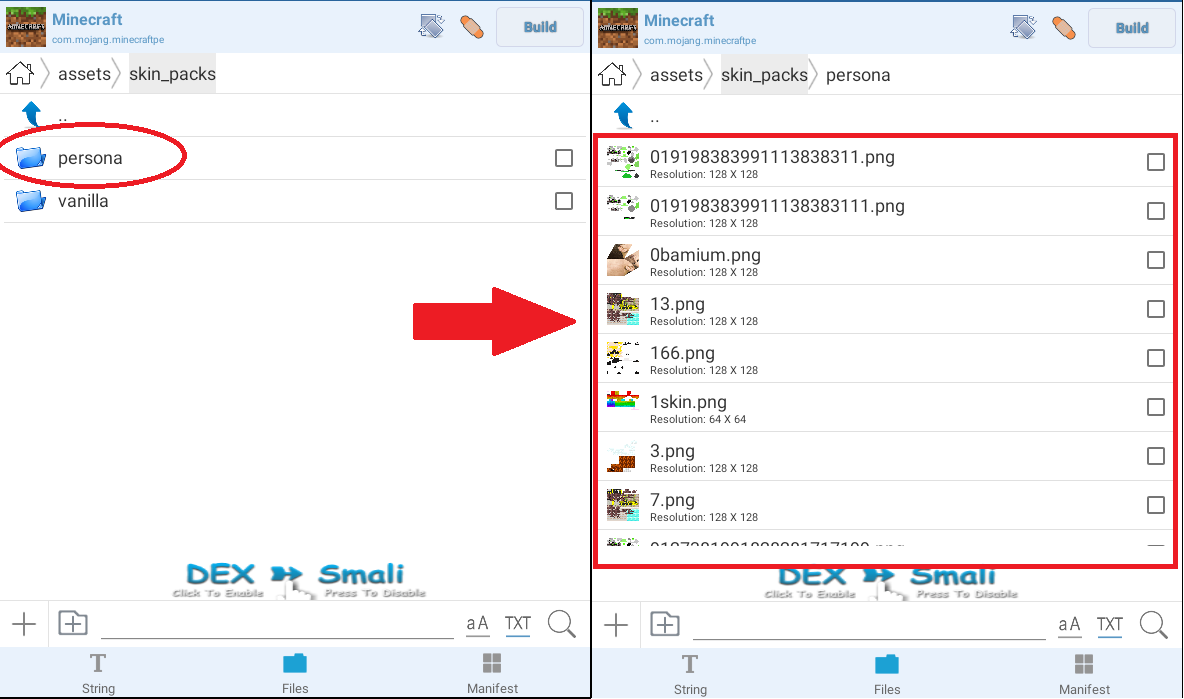 MINECRAFT
Minecraft
com.mojang.minecraftpe
Build
assets
skin_packs
..
persona
vanilla
DEX Smali
Click To Enable Press To Disable
aA
TXT
String
Files
Manifest
MINECRAFT
Minecraft
com.mojang.minecraftpe
Build
assets
skin_packs
persona
..
019198383991113838311.png
Resolution: 128 X 128
0191983839911138383111.png
Resolution: 128 X 128
0bamium.png
Resolution: 128 X 128
13.png
Resolution: 128 X 128
166.png
Resolution: 128 X 128
1skin.png
Resolution: 64 X 64
3.png
Resolution: 128 X 128
7.png
Resolution: 128 X 128
DEX Smali
Click To Enable Press To Disable
aA
TXT
String
Files
Manifest